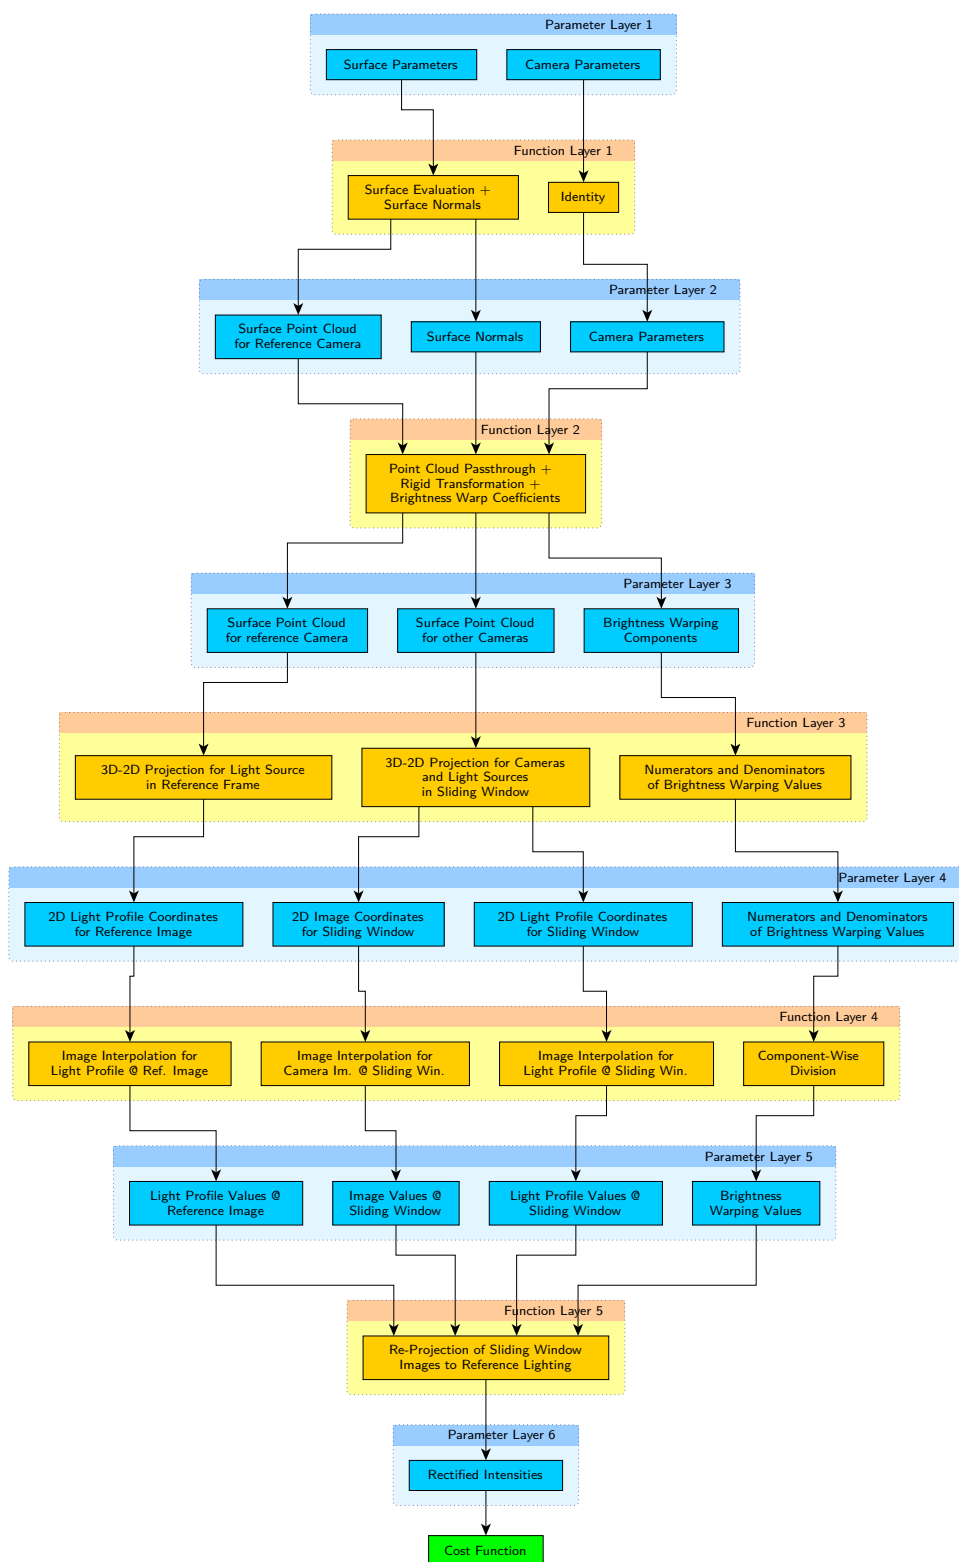 Parameter Layer 1
Surface Parameters
Camera Parameters
Function Layer 1
Surface Evaluation +
Surface Normals
Identity
Parameter Layer 2
Surface Point Cloud
for Reference Camera
Surface Normals
Camera Parameters
Function Layer 2
Point Cloud Passthrough +
Rigid Transformation +
Brightness Warp Coefficients
Parameter Layer 3
Surface Point Cloud
for reference Camera
Surface Point Cloud
for other Cameras
Brightness Warping
Components
Function Layer 3
3D-2D Projection for Light Source
in Reference Frame
3D-2D Projection for Cameras
and Light Sources
in Sliding Window
Numerators and Denominators
of Brightness Warping Values
Parameter Layer 4
2D Light Profile Coordinates
for Reference Image
2D Image Coordinates
for Sliding Window
2D Light Profile Coordinates
for Sliding Window
Numerators and Denominators
of Brightness Warping Values
Function Layer 4
Image Interpolation for
Light Profile @ Ref. Image
Image Interpolation for
Camera Im. @ Sliding Win.
Image Interpolation for
Light Profile @ Sliding Win.
Component-Wise
Division
Parameter Layer 5
Light Profile Values @
Reference Image
Image Values @
Sliding Window
Light Profile Values @
Sliding Window
Brightness
Warping Values
Function Layer 5
Re-Projection of Sliding Window
Images to Reference Lighting
Parameter Layer 6
Rectified Intensities
Cost Function